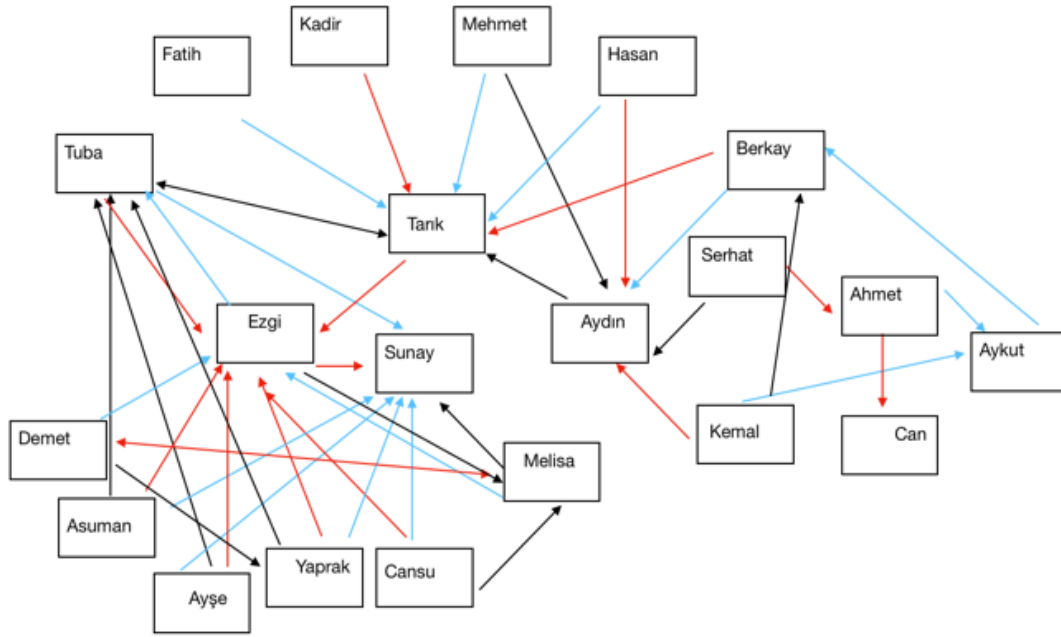 Kadir
Mehmet
Hasan
Fatih
Tuba
Berkay
Tarık
Serhat
Ahmet
Ezgi
Aydın
Sunay
Aykut
Demet
Kemal
Can
Melisa
Asuman
Yaprak
Cansu
Ayşe